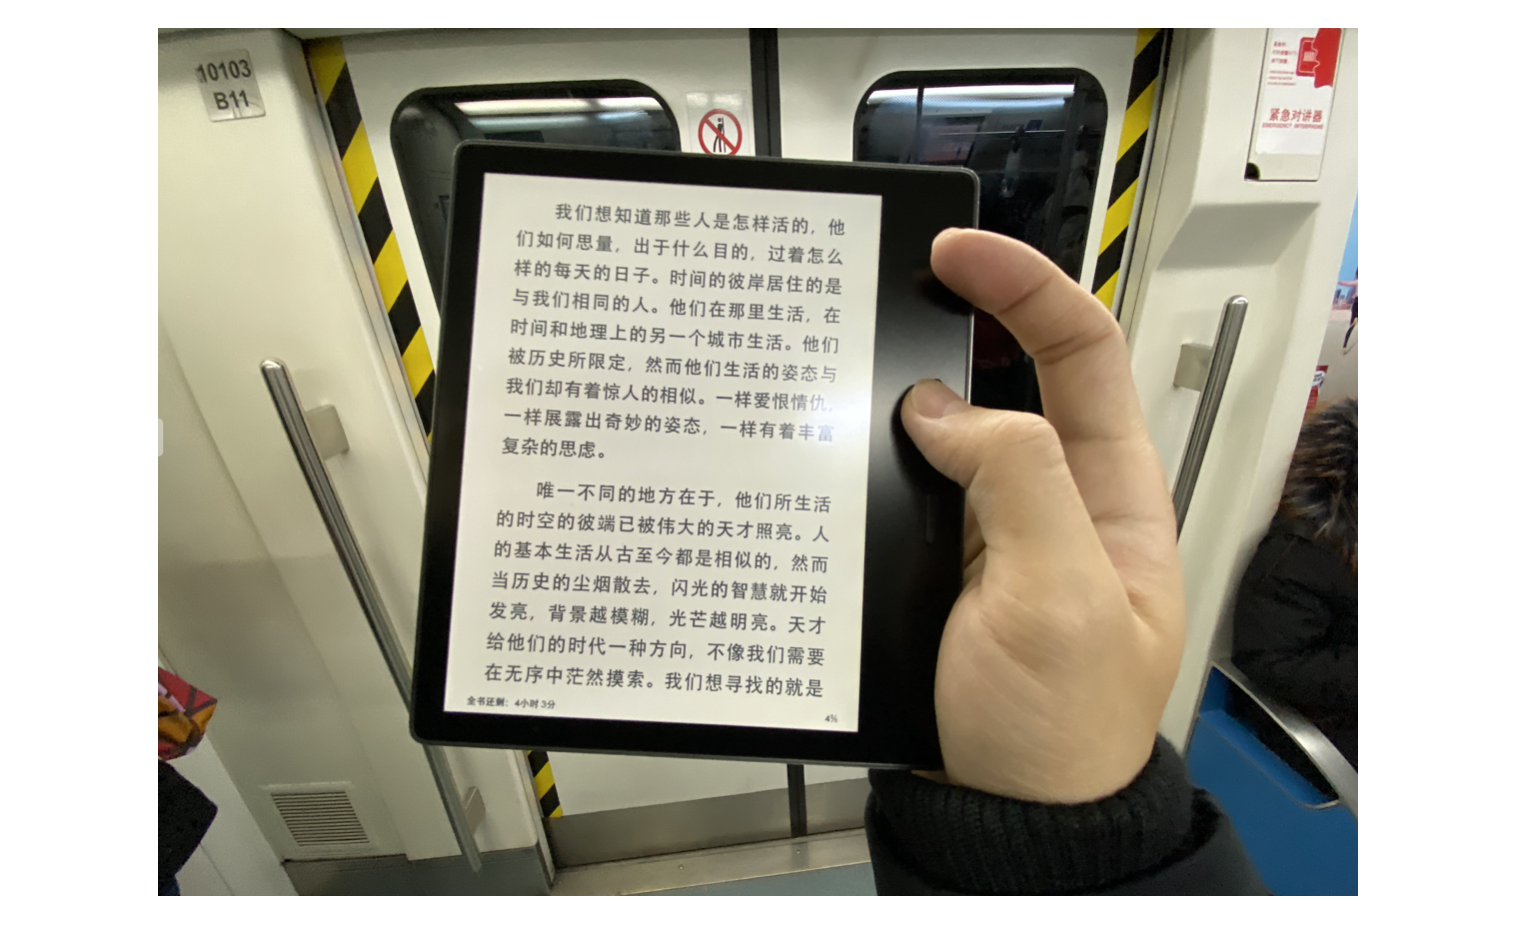 10103
B11
紧急对讲器
EMERGENCY INTERPHONE
我们想知道那些人是怎样活的，他
们如何思量，出于什么目的，过着怎么
样的每天的日子。时间的彼岸居住的是
与我们相同的人。他们在那里生活，在
时间和地理上的另一个城市生活。他们
被历史所限定，然而他们生活的姿态与
我们却有着惊人的相似。一样爱恨情仇，
一样展露出奇妙的姿态，一样有着丰富
复杂的思虑。
唯一不同的地方在于，他们所生活
的时空的彼端已被伟大的天才照亮。人
的基本生活从古至今都是相似的，然而
当历史的尘烟散去，闪光的智慧就开始
发亮，背景越模糊，光芒越明亮。天才
给他们的时代一种方向，不像我们需要
在无序中茫然摸索。我们想寻找的就是
全书还剩：4小时3分
4%